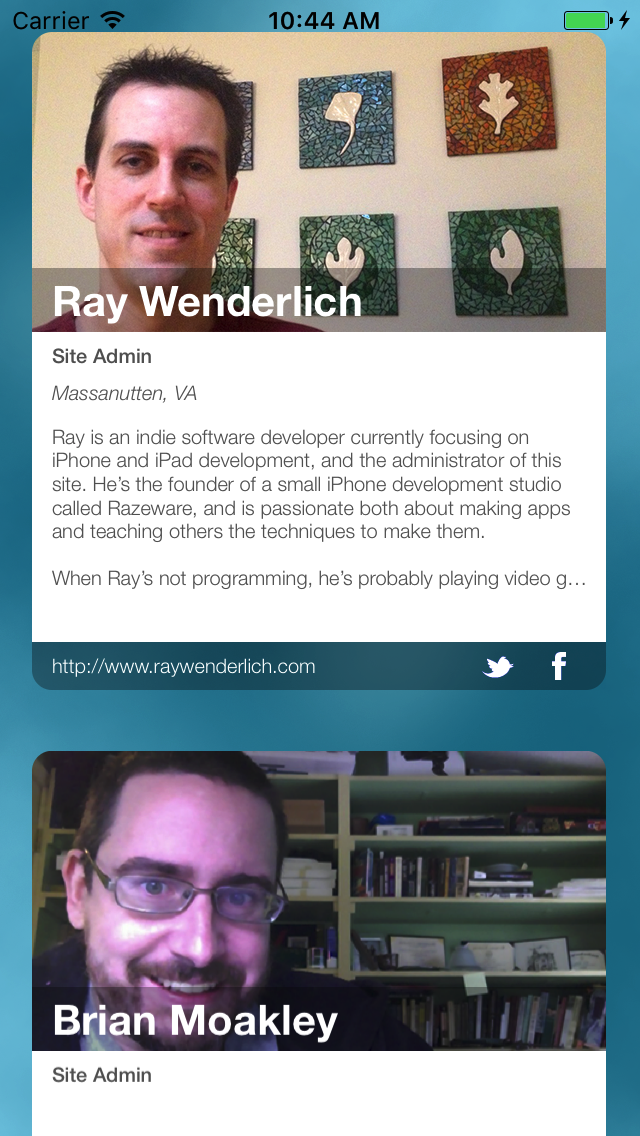 Carrier 10:44 AM
Ray Wenderlich
Site Admin
Massanutten, VA
Ray is an indie software developer currently focusing on
iPhone and iPad development, and the administrator of this
site. He’s the founder of a small iPhone development studio
called Razeware, and is passionate both about making apps
and teaching others the techniques to make them.
When Ray’s not programming, he’s probably playing video g…
http://www.raywenderlich.com
Brian Moakley
Site Admin